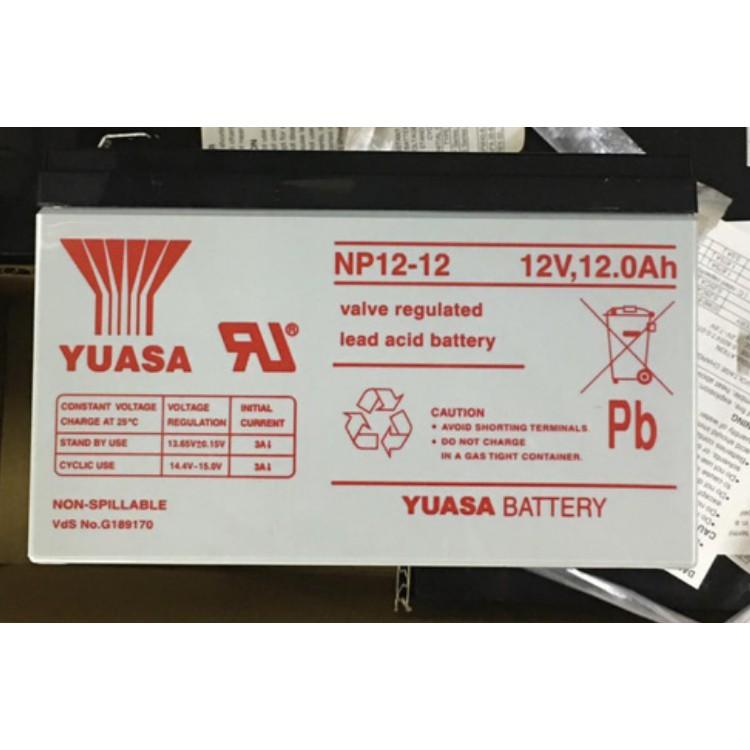 YUASA
NP12-12 12V,12.0Ah
valve regulated
lead acid battery
CONSTANT VOLTAGE CHARGE AT 25°C VOLTAGE REGULATION INITIAL CURRENT
STAND BY USE 13.65V±0.15V 3A↓
CYCLIC USE 14.4V-15.0V 3A↓
NON-SPILLABLE
VdS No.G189170
CAUTION
• AVOID SHORTING TERMINALS.
• DO NOT CHARGE
IN A GAS TIGHT CONTAINER.
Pb
YUASA BATTERY